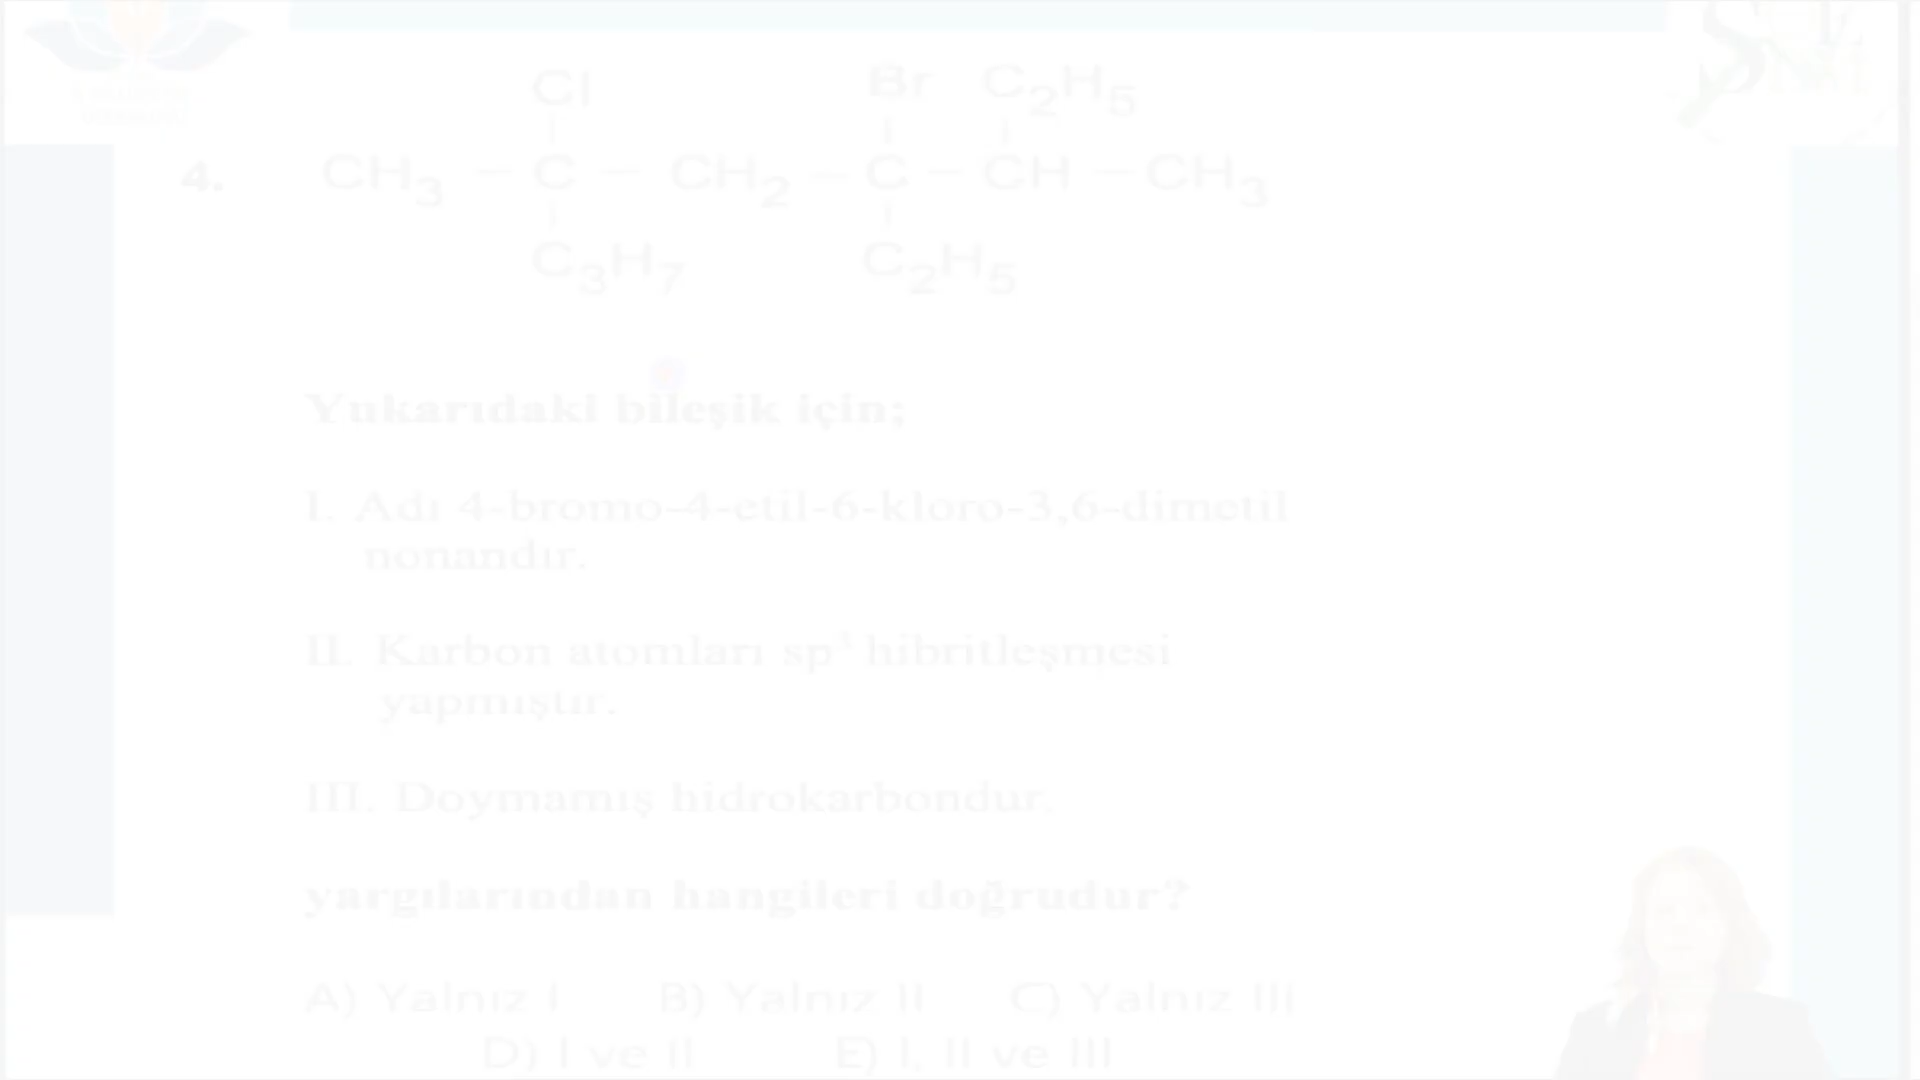 Cl Br C₂H₅
4. CH₃ – C – CH₂ – C – CH – CH₃
C₃H₇ C₂H₅
Yukarıdaki bileşik için;
I. Adı 4-bromo-4-etil-6-kloro-3,6-dimetil
nonandır.
II. Karbon atomları sp³ hibritleşmesi
yapmıştır.
III. Doymamış hidrokarbondur.
yargılarından hangileri doğrudur?
A) Yalnız I B) Yalnız II C) Yalnız III
D) I ve II E) I, II ve III